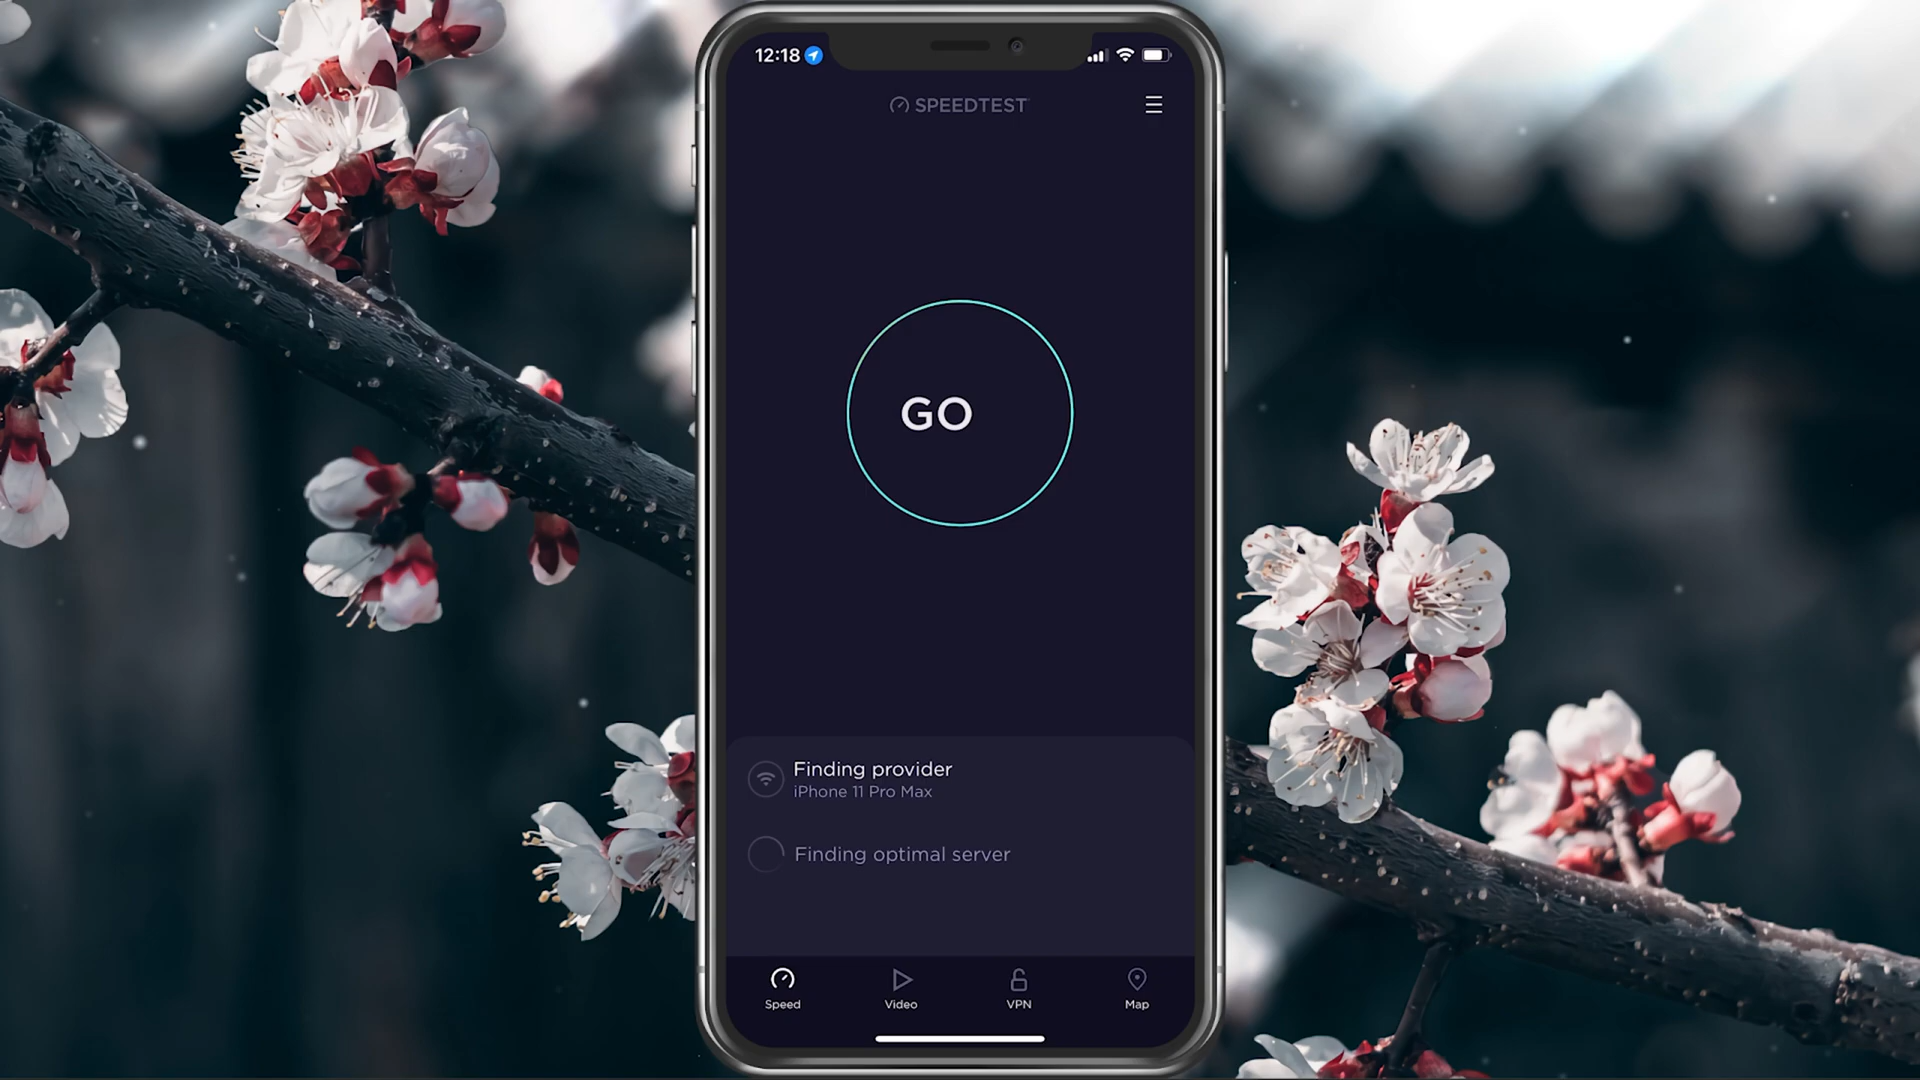 12:18
SPEEDTEST
GO
Finding provider
iPhone 11 Pro Max
Finding optimal server
Speed
Video
VPN
Map